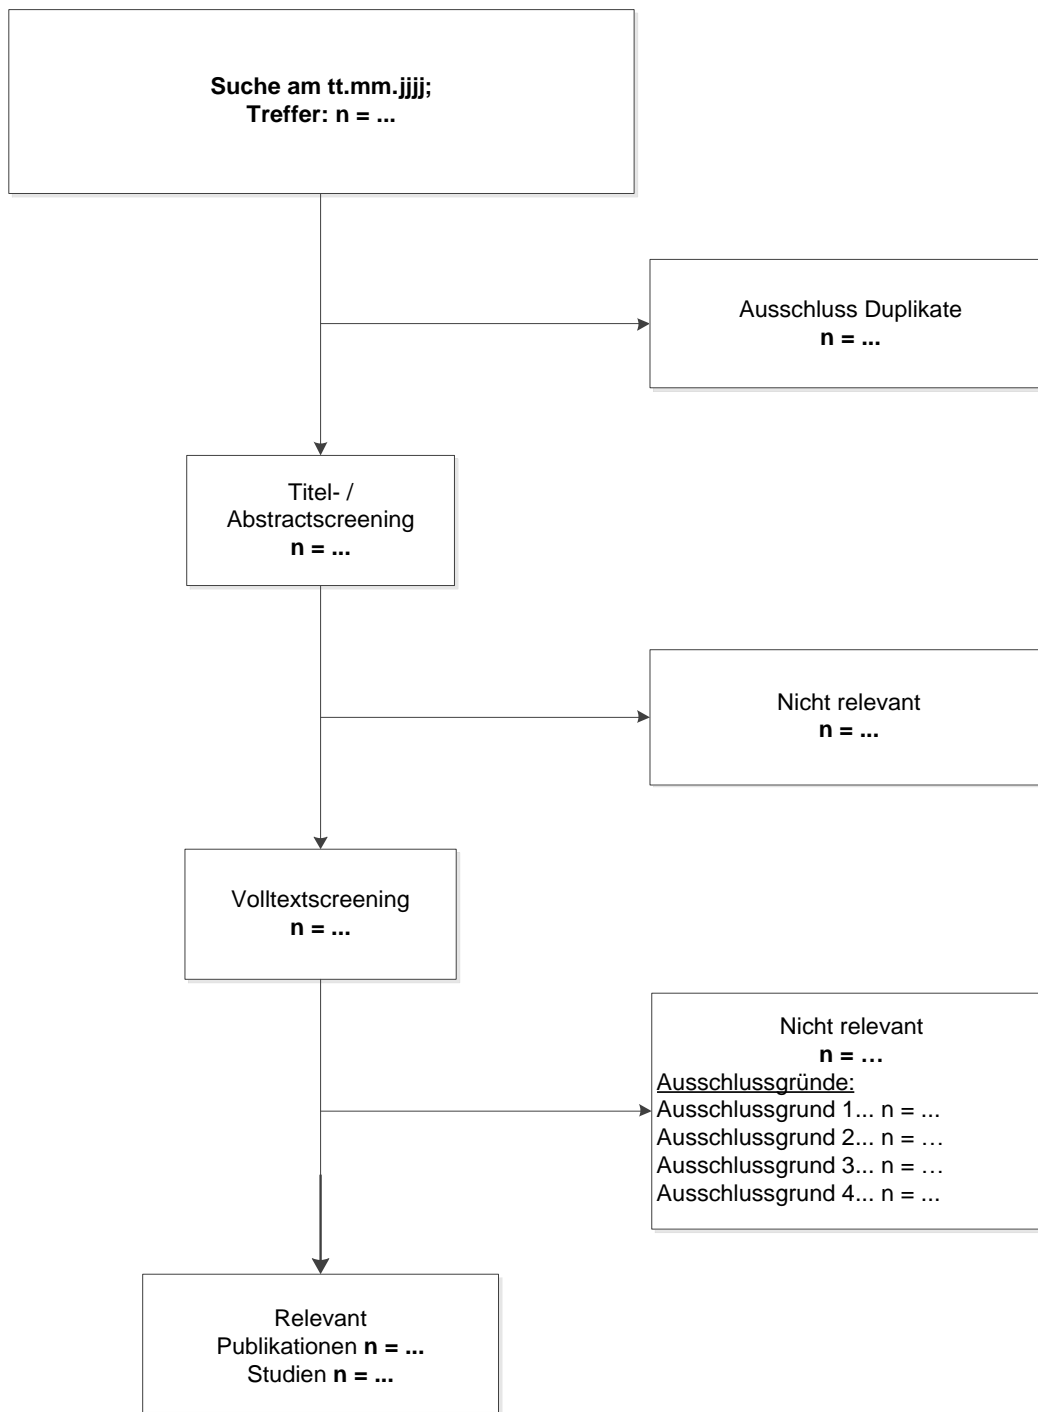 Suche am tt.mm.jjjj;
Treffer: n = ...
Ausschluss Duplikate
n = ...
Titel- /
Abstractscreening
n = ...
Nicht relevant
n = ...
Volltextscreening
n = ...
Nicht relevant
n = …
Ausschlussgründe:
Ausschlussgrund 1... n = ...
Ausschlussgrund 2... n = …
Ausschlussgrund 3... n = …
Ausschlussgrund 4... n = ...
Relevant
Publikationen n = ...
Studien n = ...